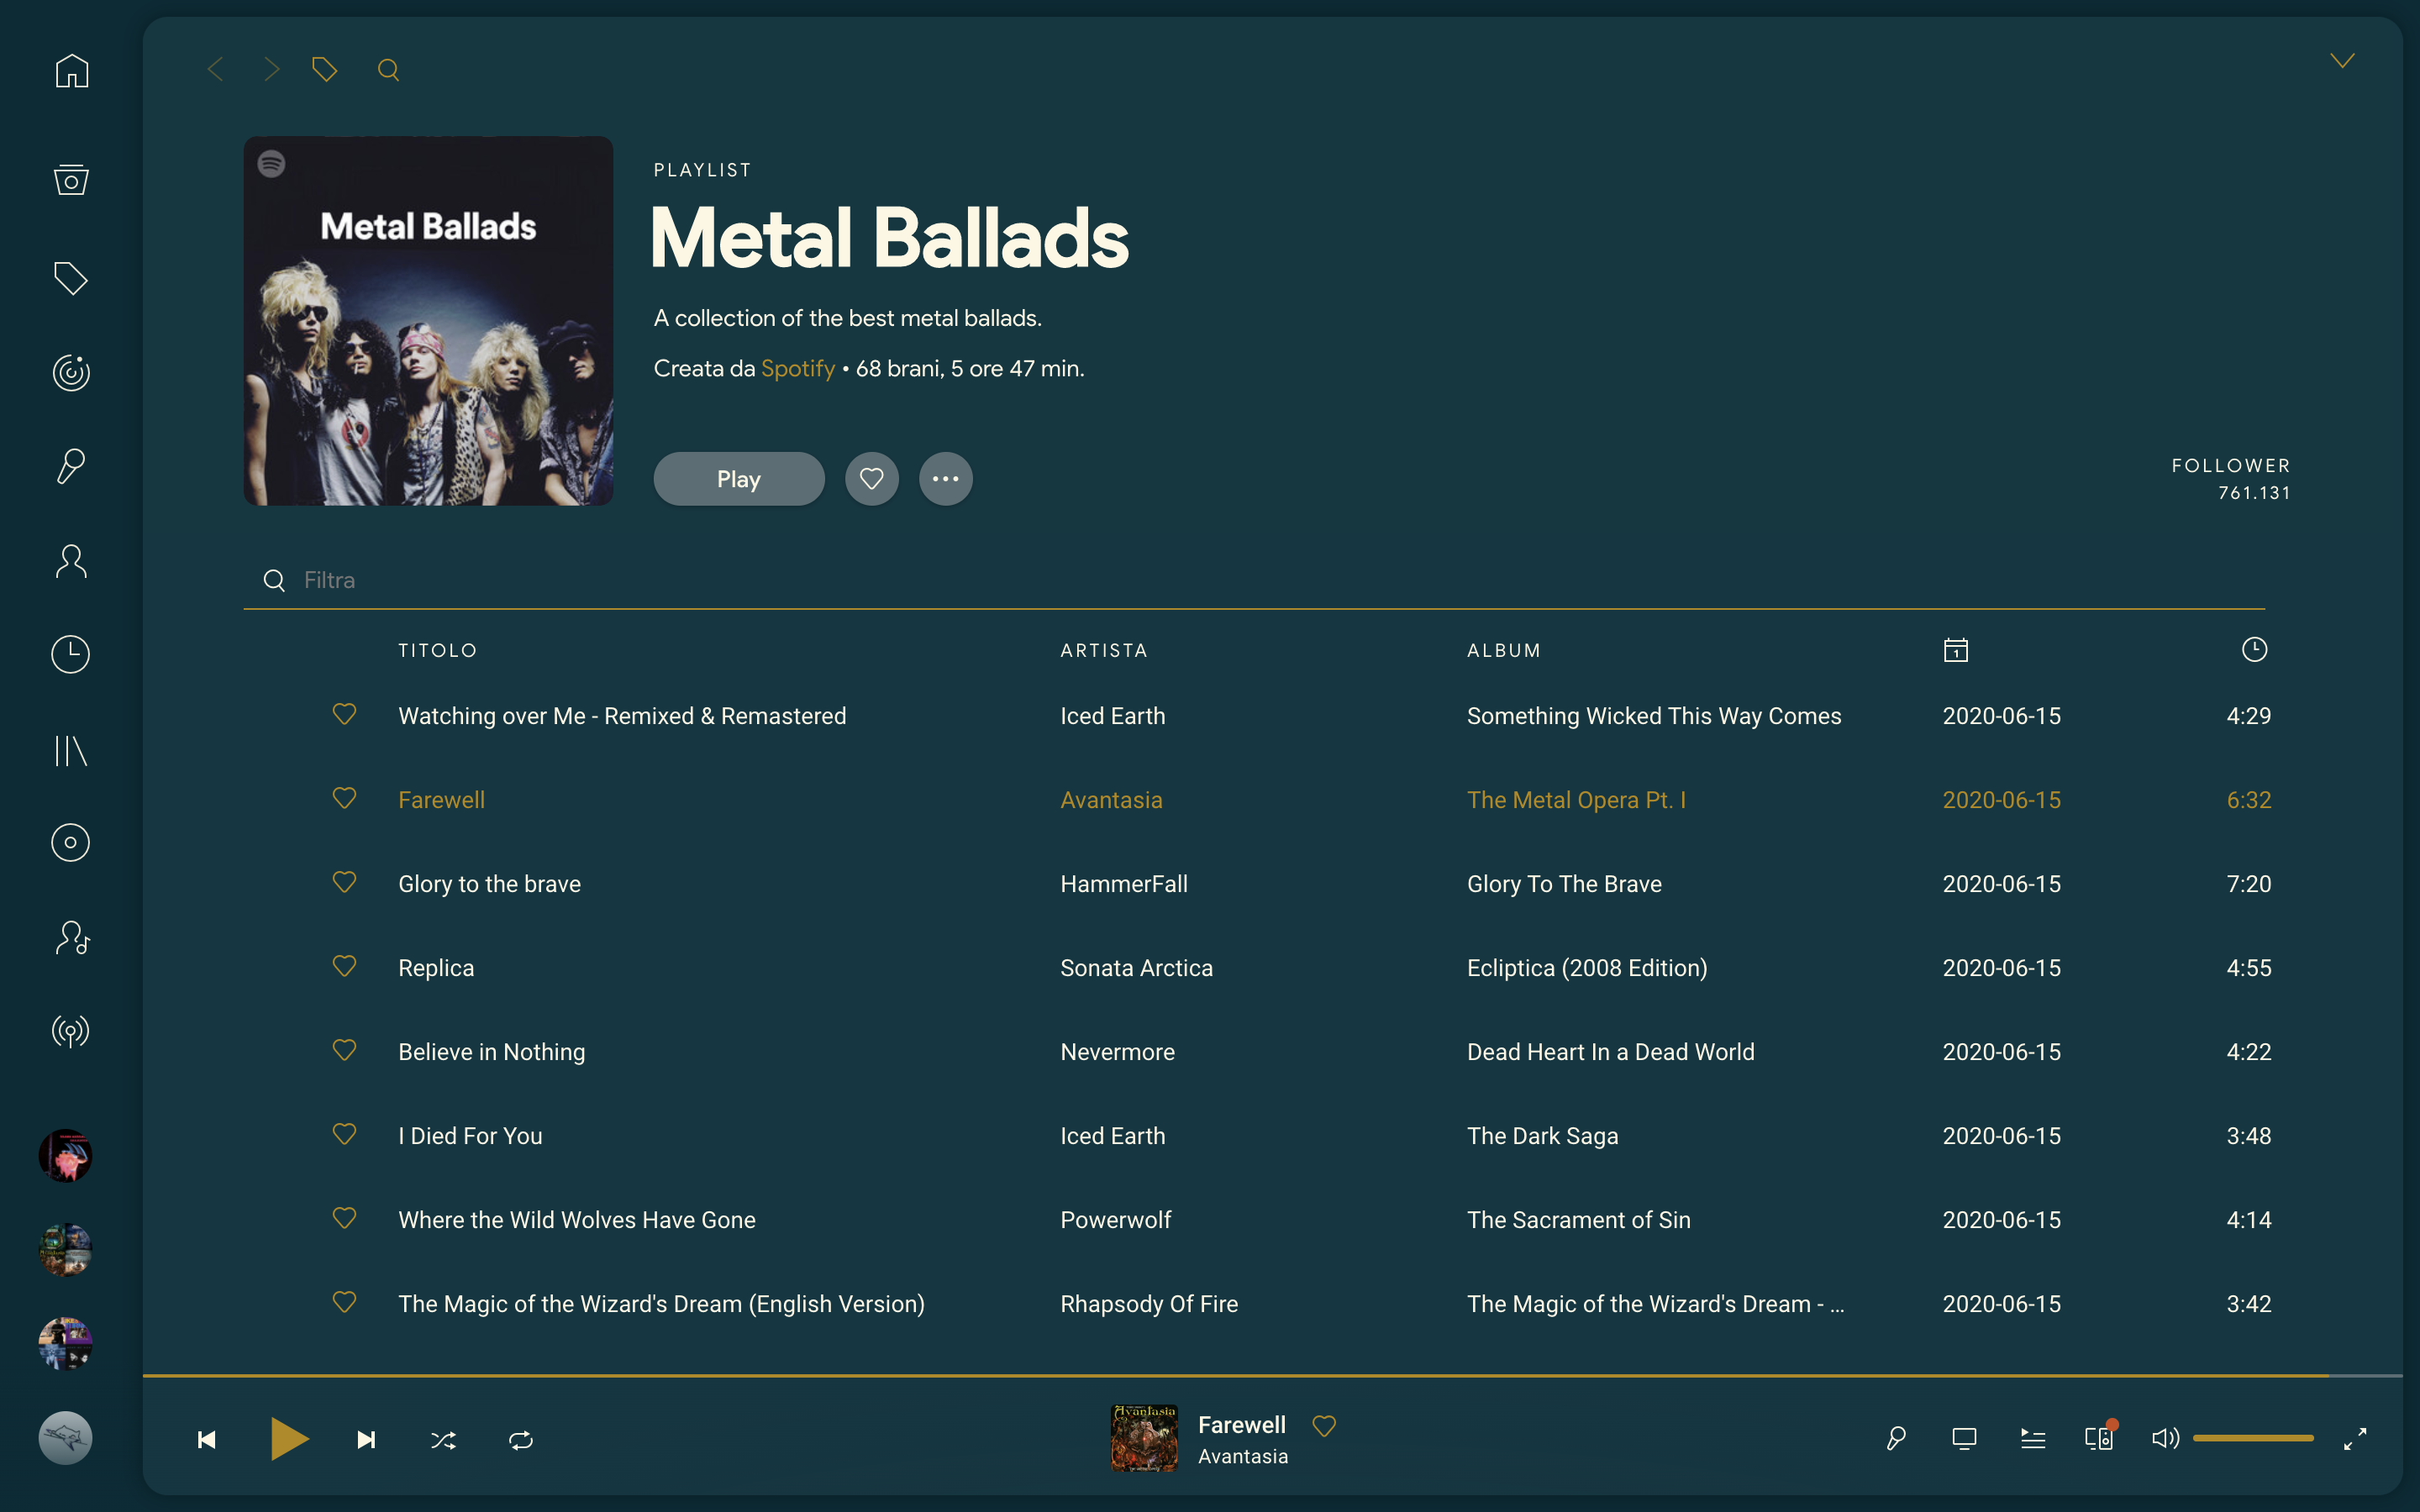 Metal Ballads
PLAYLIST
Metal Ballads
A collection of the best metal ballads.
Creata da Spotify • 68 brani, 5 ore 47 min.
Play
FOLLOWER
761.131
Filtra
TITOLO ARTISTA ALBUM 1
Watching over Me - Remixed & Remastered Iced Earth Something Wicked This Way Comes 2020-06-15 4:29
Farewell Avantasia The Metal Opera Pt. I 2020-06-15 6:32
Glory to the brave HammerFall Glory To The Brave 2020-06-15 7:20
Replica Sonata Arctica Ecliptica (2008 Edition) 2020-06-15 4:55
Believe in Nothing Nevermore Dead Heart In a Dead World 2020-06-15 4:22
I Died For You Iced Earth The Dark Saga 2020-06-15 3:48
Where the Wild Wolves Have Gone Powerwolf The Sacrament of Sin 2020-06-15 4:14
The Magic of the Wizard's Dream (English Version) Rhapsody Of Fire The Magic of the Wizard's Dream - ... 2020-06-15 3:42
Avantasia
Farewell
Avantasia